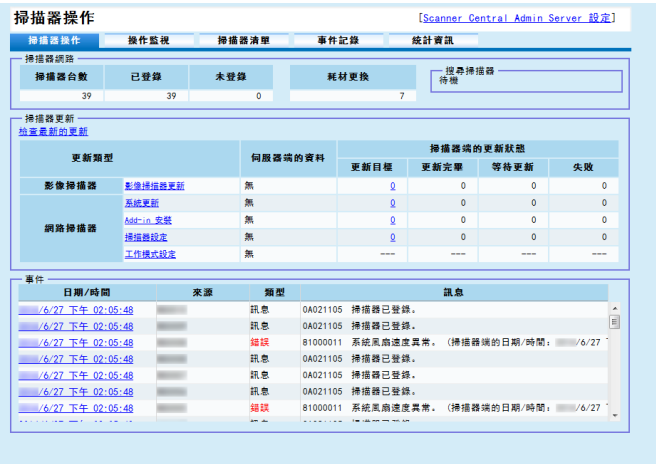 掃描器操作 [Scanner Central Admin Server 設定]
掃描器操作 操作監視 掃描器清單 事件記錄 統計資訊
掃描器網路
掃描器台數 已登錄 未登錄 耗材更換
39 39 0 7
搜尋掃描器
待機
掃描器更新
檢查最新的更新
更新類型 伺服器端的資料 掃描器端的更新狀態
更新目標 更新完畢 等待更新 失敗
影像掃描器 影像掃描器更新 無 0 0 0 0
網路掃描器 系統更新 無 0 0 0 0
Add-in 安裝 無 0 0 0 0
掃描器設定 無 0 0 0 0
工作模式設定 無 --- --- --- ---
事件
日期/時間 來源 類型 訊息
/6/27 下午 02:05:48 訊息 0A021105 掃描器已登錄。
/6/27 下午 02:05:48 訊息 0A021105 掃描器已登錄。
/6/27 下午 02:05:48 錯誤 81000011 系統風扇速度異常。 (掃描器端的日期/時間: /6/27
/6/27 下午 02:05:48 訊息 0A021105 掃描器已登錄。
/6/27 下午 02:05:48 訊息 0A021105 掃描器已登錄。
/6/27 下午 02:05:48 訊息 0A021105 掃描器已登錄。
/6/27 下午 02:05:48 錯誤 81000011 系統風扇速度異常。 (掃描器端的日期/時間: /6/27